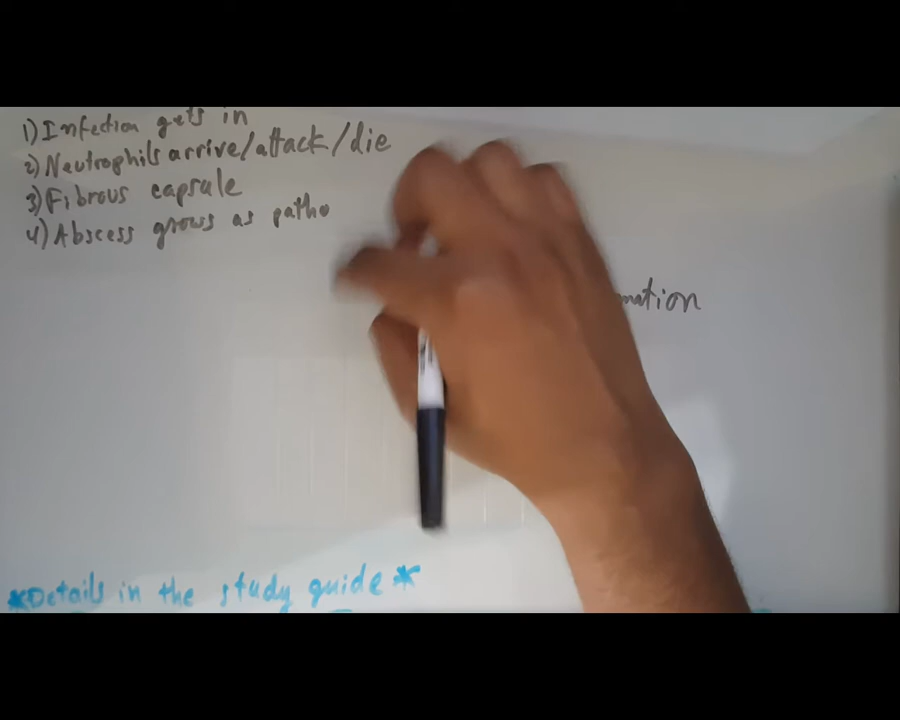 1) Infection gets in
2) Neutrophils arrive/attack/die
3) Fibrous capsule
4) Abscess grows as patho
mation
*Details in the study guide*